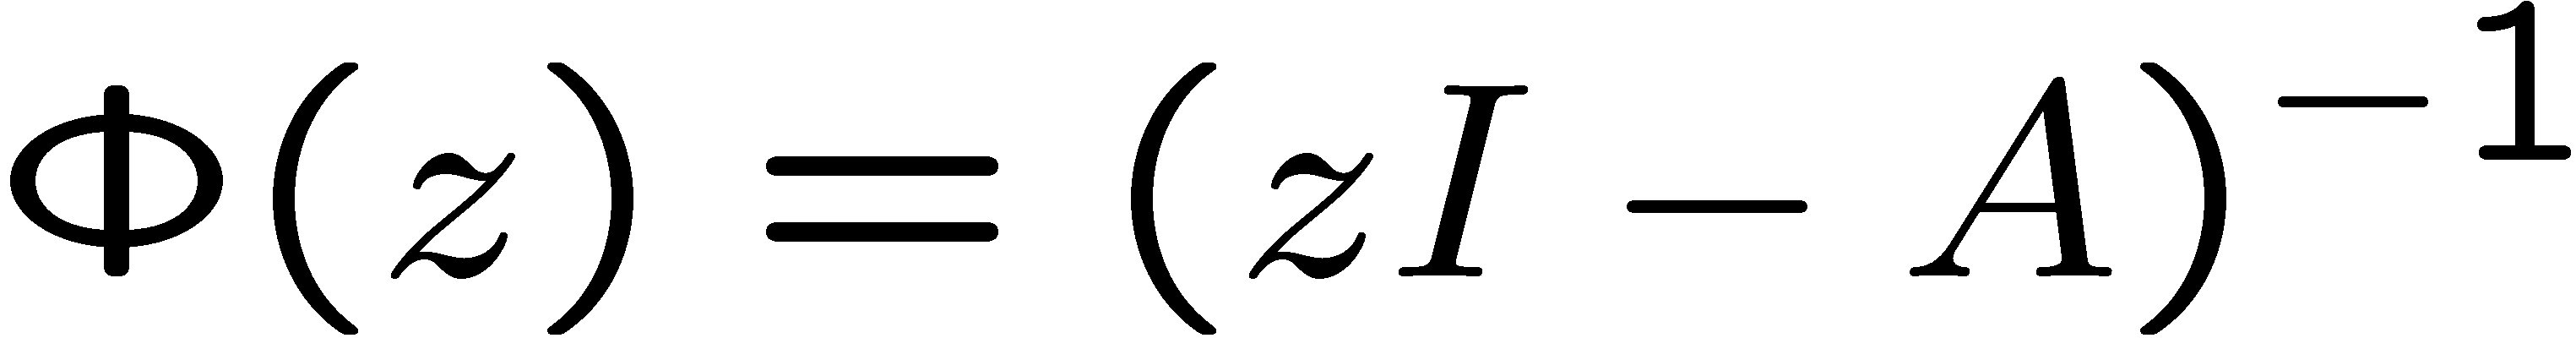 Φ(z) = (zI − A)⁻¹